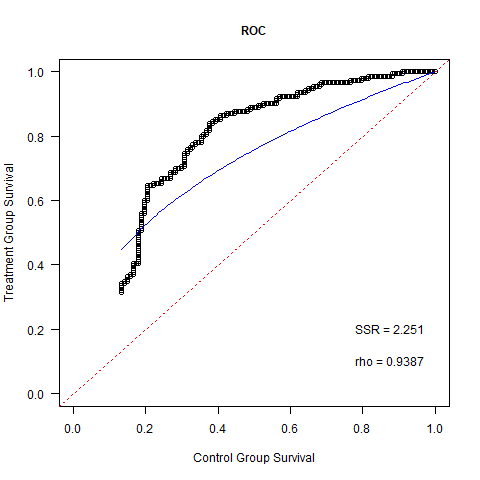 ROC
Treatment Group Survival
1.0
0.8
0.6
0.4
0.2
0.0
SSR = 2.251
rho = 0.9387
0.0 0.2 0.4 0.6 0.8 1.0
Control Group Survival